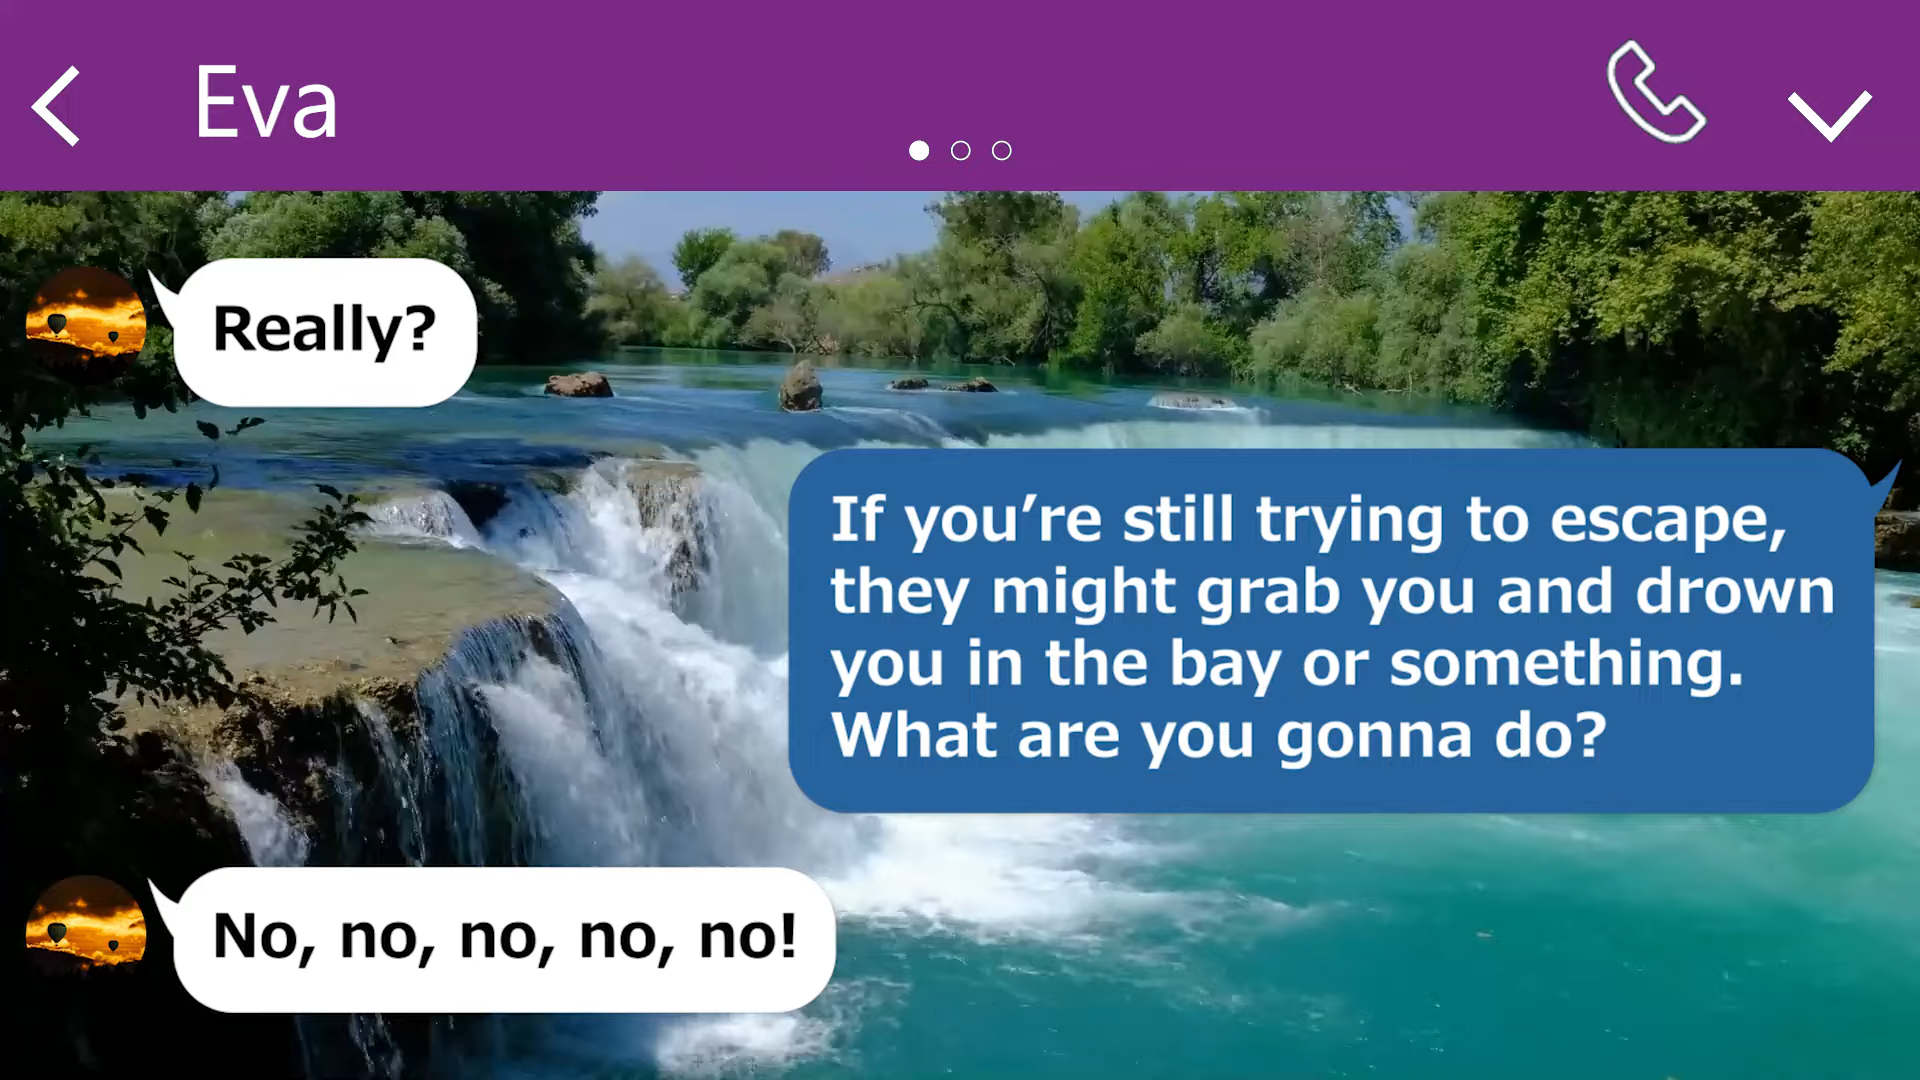 Eva
Really?
If you’re still trying to escape,
they might grab you and drown
you in the bay or something.
What are you gonna do?
No, no, no, no, no!